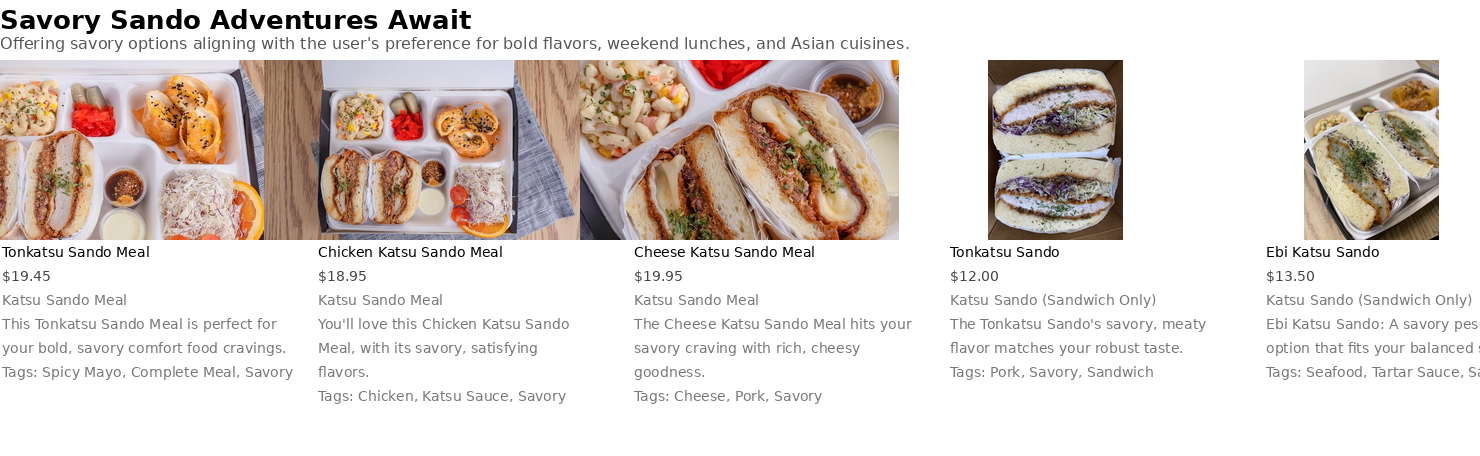 Savory Sando Adventures Await
Offering savory options aligning with the user's preference for bold flavors, weekend lunches, and Asian cuisines.
Tonkatsu Sando Meal
$19.45
Katsu Sando Meal
This Tonkatsu Sando Meal is perfect for
your bold, savory comfort food cravings.
Tags: Spicy Mayo, Complete Meal, Savory
Chicken Katsu Sando Meal
$18.95
Katsu Sando Meal
You'll love this Chicken Katsu Sando
Meal, with its savory, satisfying
flavors.
Tags: Chicken, Katsu Sauce, Savory
Cheese Katsu Sando Meal
$19.95
Katsu Sando Meal
The Cheese Katsu Sando Meal hits your
savory craving with rich, cheesy
goodness.
Tags: Cheese, Pork, Savory
Tonkatsu Sando
$12.00
Katsu Sando (Sandwich Only)
The Tonkatsu Sando's savory, meaty
flavor matches your robust taste.
Tags: Pork, Savory, Sandwich
Ebi Katsu Sando
$13.50
Katsu Sando (Sandwich Only)
Ebi Katsu Sando: A savory
option that fits your balanced
Tags: Seafood, Tartar Sauce,